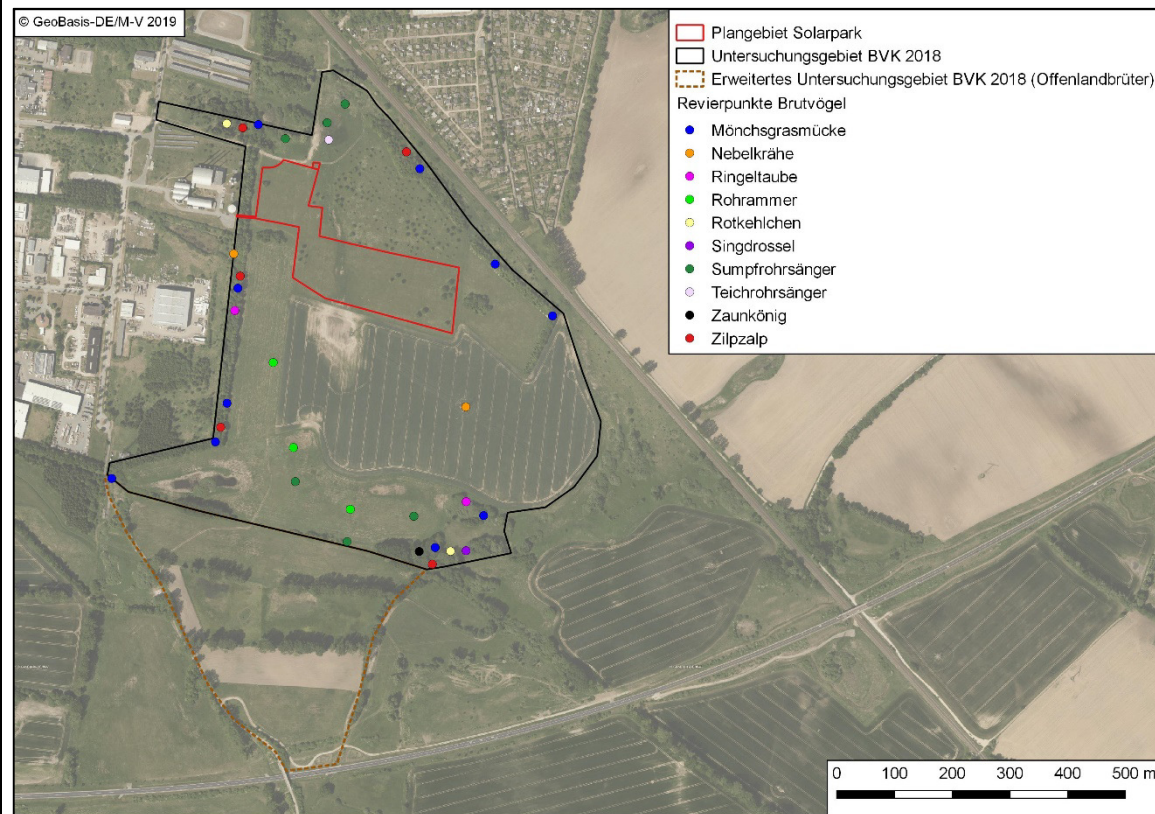 © GeoBasis-DE/M-V 2019
Plangebiet Solarpark
Untersuchungsgebiet BVK 2018
Erweitertes Untersuchungsgebiet BVK 2018 (Offenlandbrüter)
Revierpunkte Brutvögel
Mönchsgrasmücke
Nebelkrähe
Ringeltaube
Rohrammer
Rotkehlchen
Singdrossel
Sumpfrohrsänger
Teichrohrsänger
Zaunkönig
Zilpzalp
0 100 200 300 400 500 m